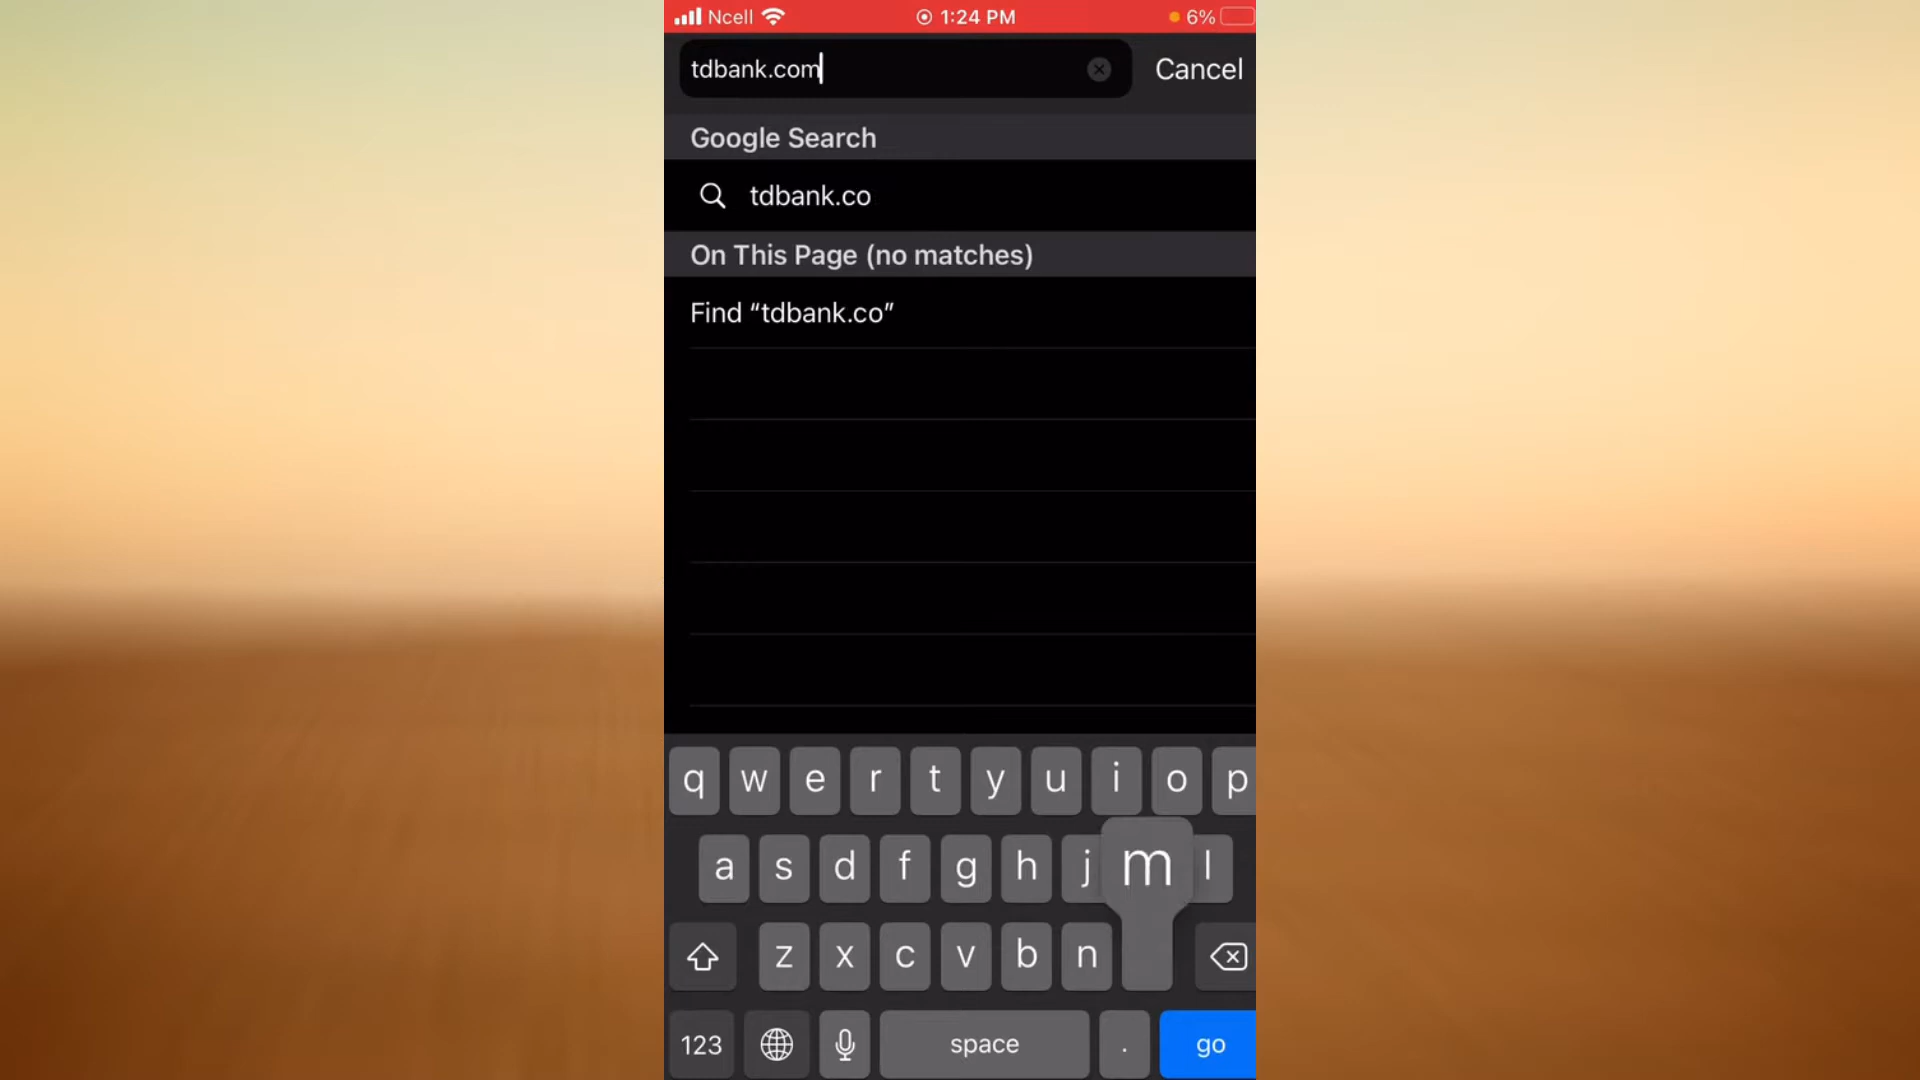 Ncell 1:24 PM 6%
tdbank.com Cancel
Google Search
tdbank.co
On This Page (no matches)
Find “tdbank.co”
q w e r t y u i o p
a s d f g h j m l
z x c v b n
123 space . go